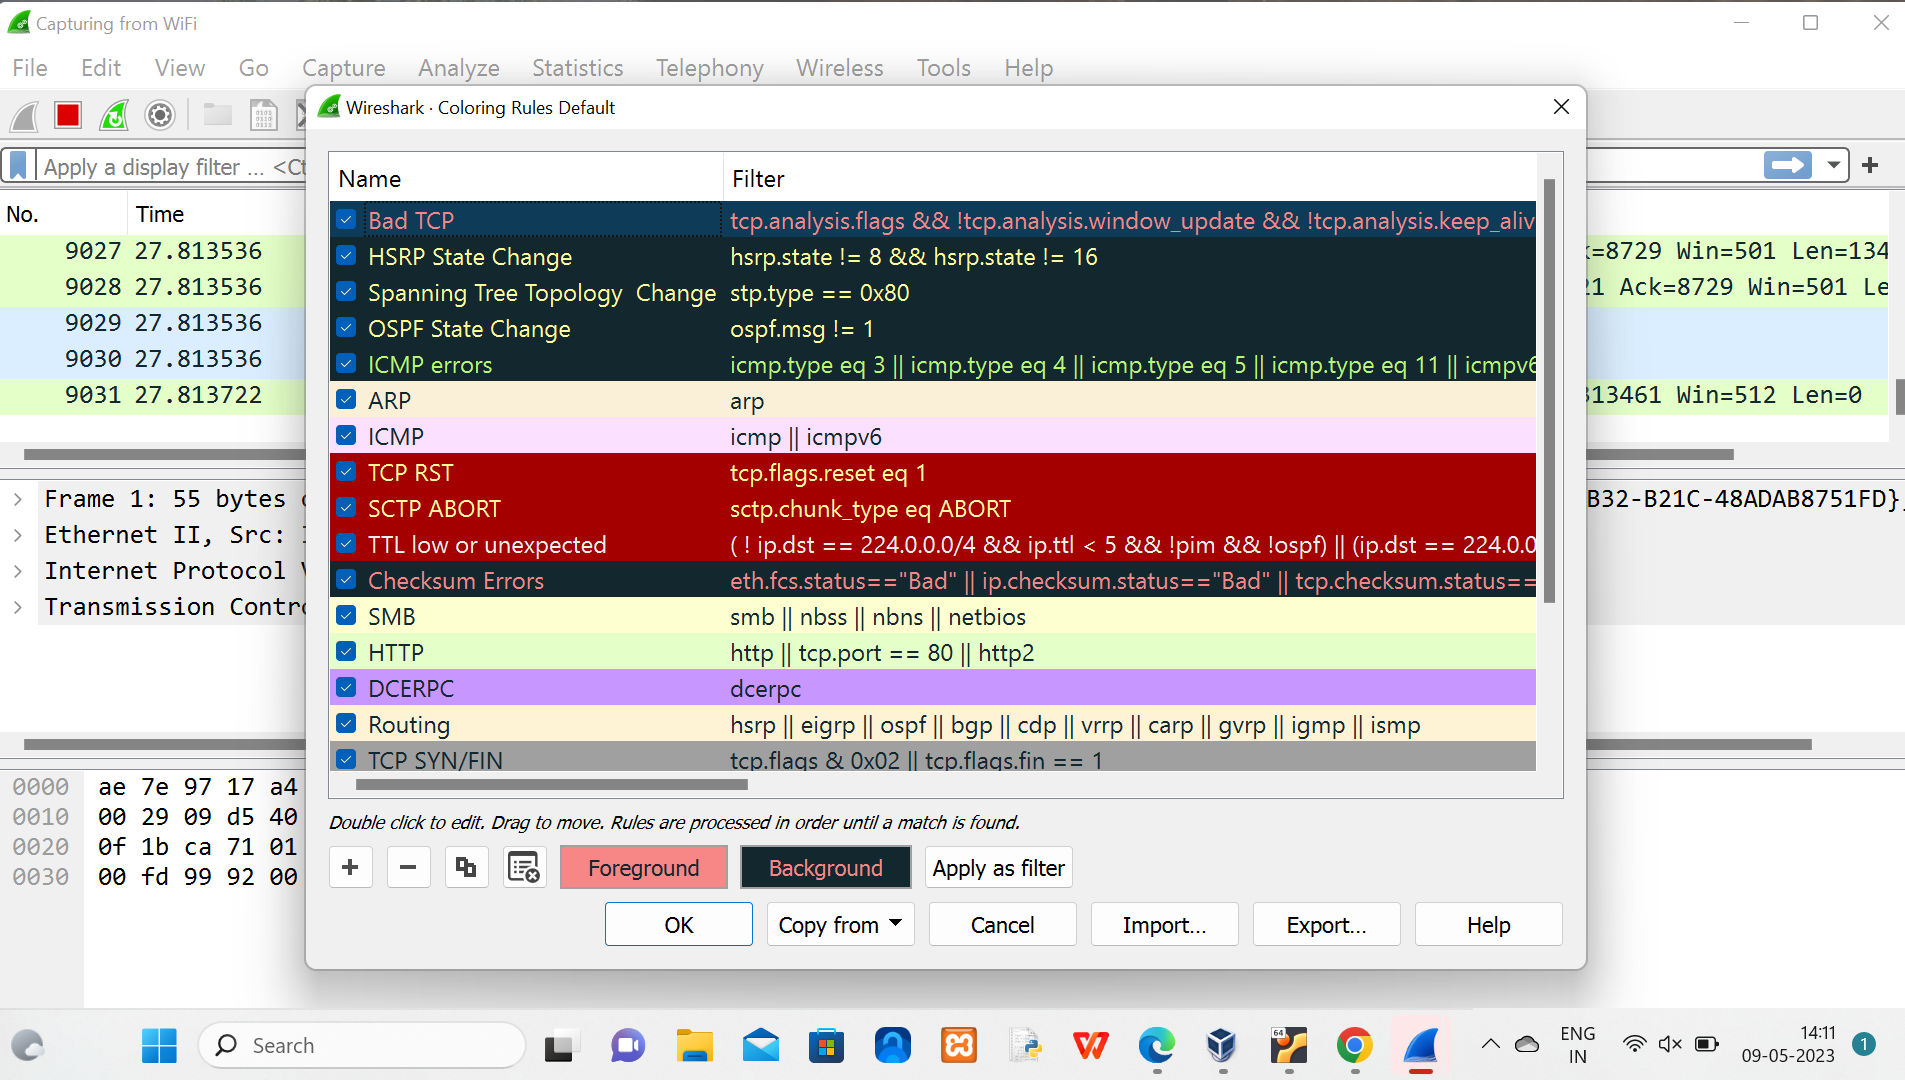 Capturing from WiFi
File Edit View Go Capture Analyze Statistics Telephony Wireless Tools Help
Apply a display filter ... <Ct
No. Time
9027 27.813536 =8729 Win=501 Len=134
9028 27.813536 21 Ack=8729 Win=501 Le
9029 27.813536
9030 27.813536
9031 27.813722 313461 Win=512 Len=0
Frame 1: 55 bytes B32-B21C-48ADAB8751FD}
Ethernet II, Src:
Internet Protocol
Transmission Contr
0000 ae 7e 97 17 a4
0010 00 29 09 d5 40
0020 0f 1b ca 71 01
0030 00 fd 99 92 00
Wireshark · Coloring Rules Default
Name Filter
Bad TCP tcp.analysis.flags && !tcp.analysis.window_update && !tcp.analysis.keep_aliv
HSRP State Change hsrp.state != 8 && hsrp.state != 16
Spanning Tree Topology  Change stp.type == 0x80
OSPF State Change ospf.msg != 1
ICMP errors icmp.type eq 3 || icmp.type eq 4 || icmp.type eq 5 || icmp.type eq 11 || icmpv6
ARP arp
ICMP icmp || icmpv6
TCP RST tcp.flags.reset eq 1
SCTP ABORT sctp.chunk_type eq ABORT
TTL low or unexpected ( ! ip.dst == 224.0.0.0/4 && ip.ttl < 5 && !pim && !ospf) || (ip.dst == 224.0.0
Checksum Errors eth.fcs.status=="Bad" || ip.checksum.status=="Bad" || tcp.checksum.status==
SMB smb || nbss || nbns || netbios
HTTP http || tcp.port == 80 || http2
DCERPC dcerpc
Routing hsrp || eigrp || ospf || bgp || cdp || vrrp || carp || gvrp || igmp || ismp
TCP SYN/FIN tcp.flags & 0x02 || tcp.flags.fin == 1
Double click to edit. Drag to move. Rules are processed in order until a match is found.
Foreground Background Apply as filter
OK Copy from Cancel Import... Export... Help
Search
64
ENG
IN
14:11
09-05-2023
1